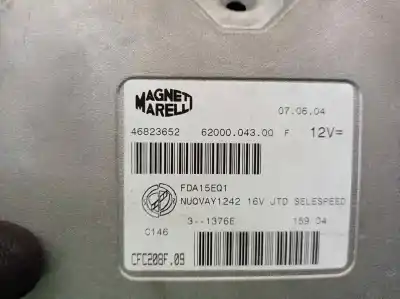 MAGNETI
MARELLI
07.06.04
46823652 62000.043.00 F 12V=
FDA15EQ1
NUOVAY1242 16V JTD SELESPEED
3--1376E 159 04
C146
CFC208F.09